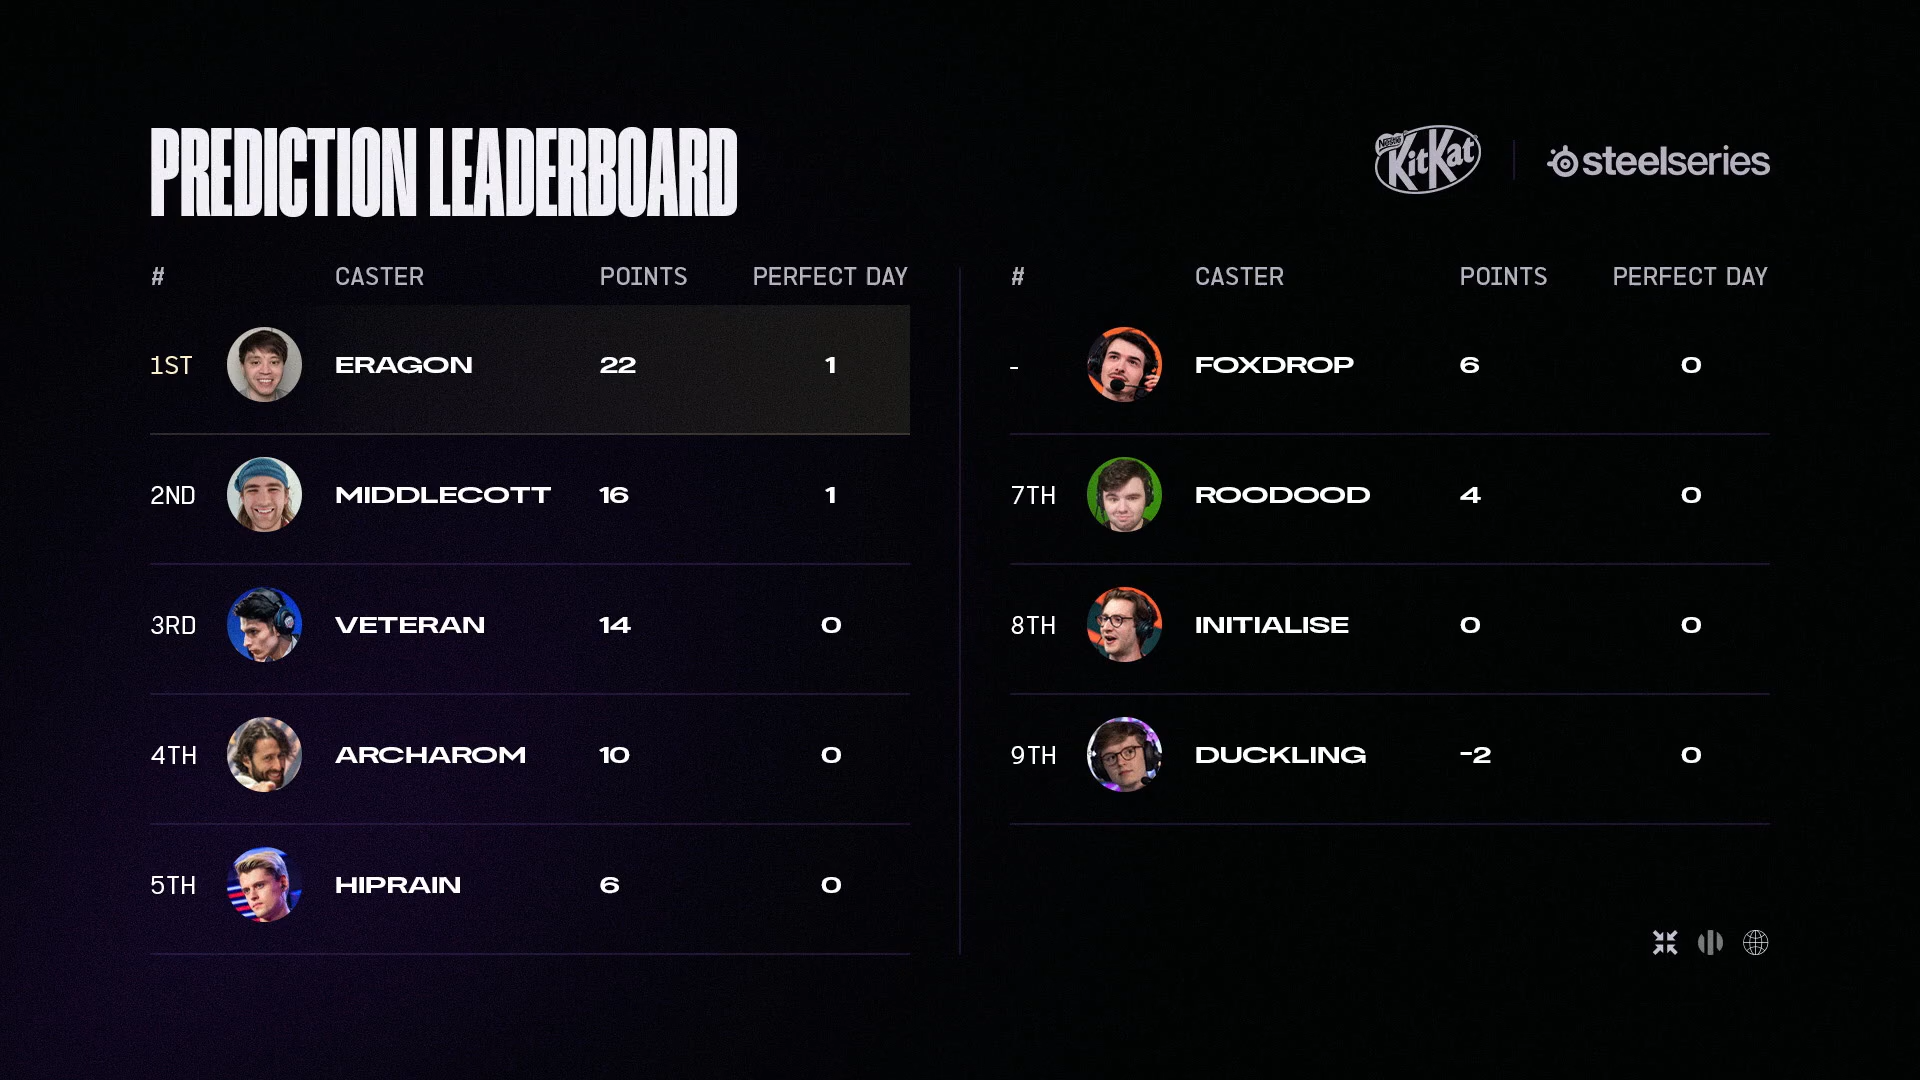 PREDICTION LEADERBOARD
Nestlé KitKat
steelseries
# CASTER POINTS PERFECT DAY
1ST ERAGON 22 1
2ND MIDDLECOTT 16 1
3RD VETERAN 14 0
4TH ARCHAROM 10 0
5TH HIPRAIN 6 0
# CASTER POINTS PERFECT DAY
- FOXDROP 6 0
7TH ROODOOD 4 0
8TH INITIALISE 0 0
9TH DUCKLING -2 0